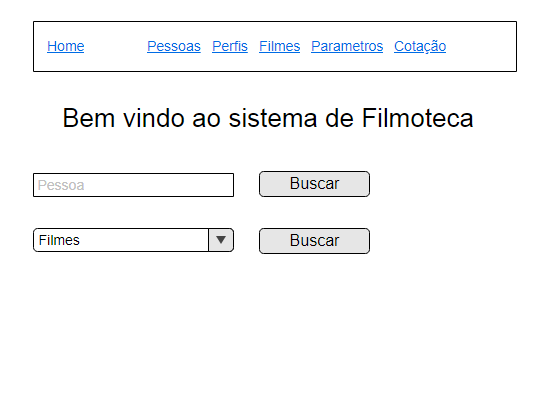 Home Pessoas Perfis Filmes Parametros Cotação
Bem vindo ao sistema de Filmoteca
Pessoa Buscar
Filmes Buscar